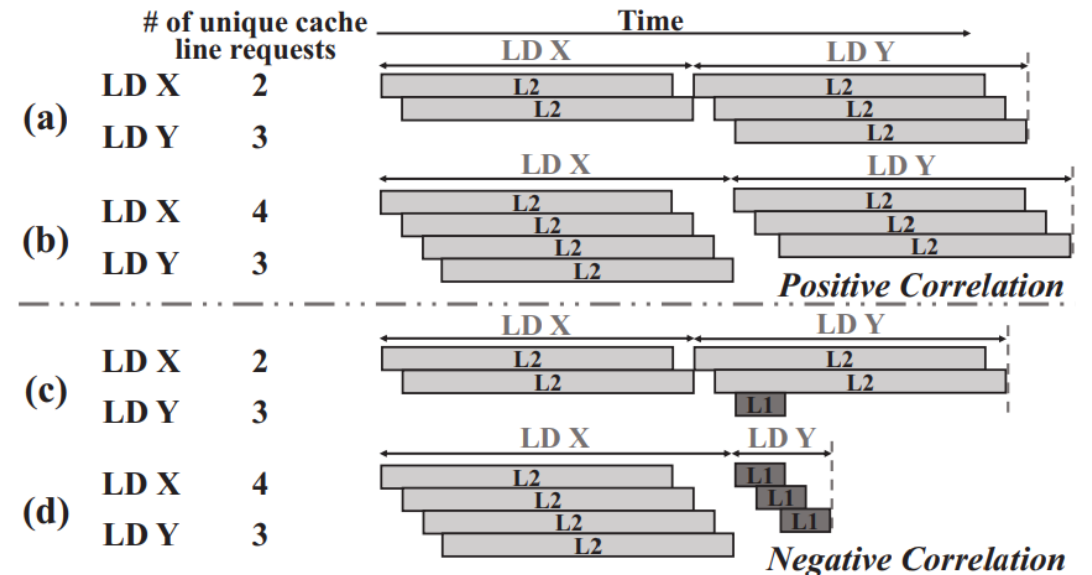 # of unique cache
line requests
Time
LD X
LD Y
(a)
LD X 2
LD Y 3
L2
L2
L2
L2
L2
LD X
LD Y
(b)
LD X 4
LD Y 3
L2
L2
L2
L2
L2
L2
L2
Positive Correlation
LD X
LD Y
(c)
LD X 2
LD Y 3
L2
L2
L2
L2
L1
LD X
LD Y
(d)
LD X 4
LD Y 3
L2
L2
L2
L2
L1
L1
L1
Negative Correlation